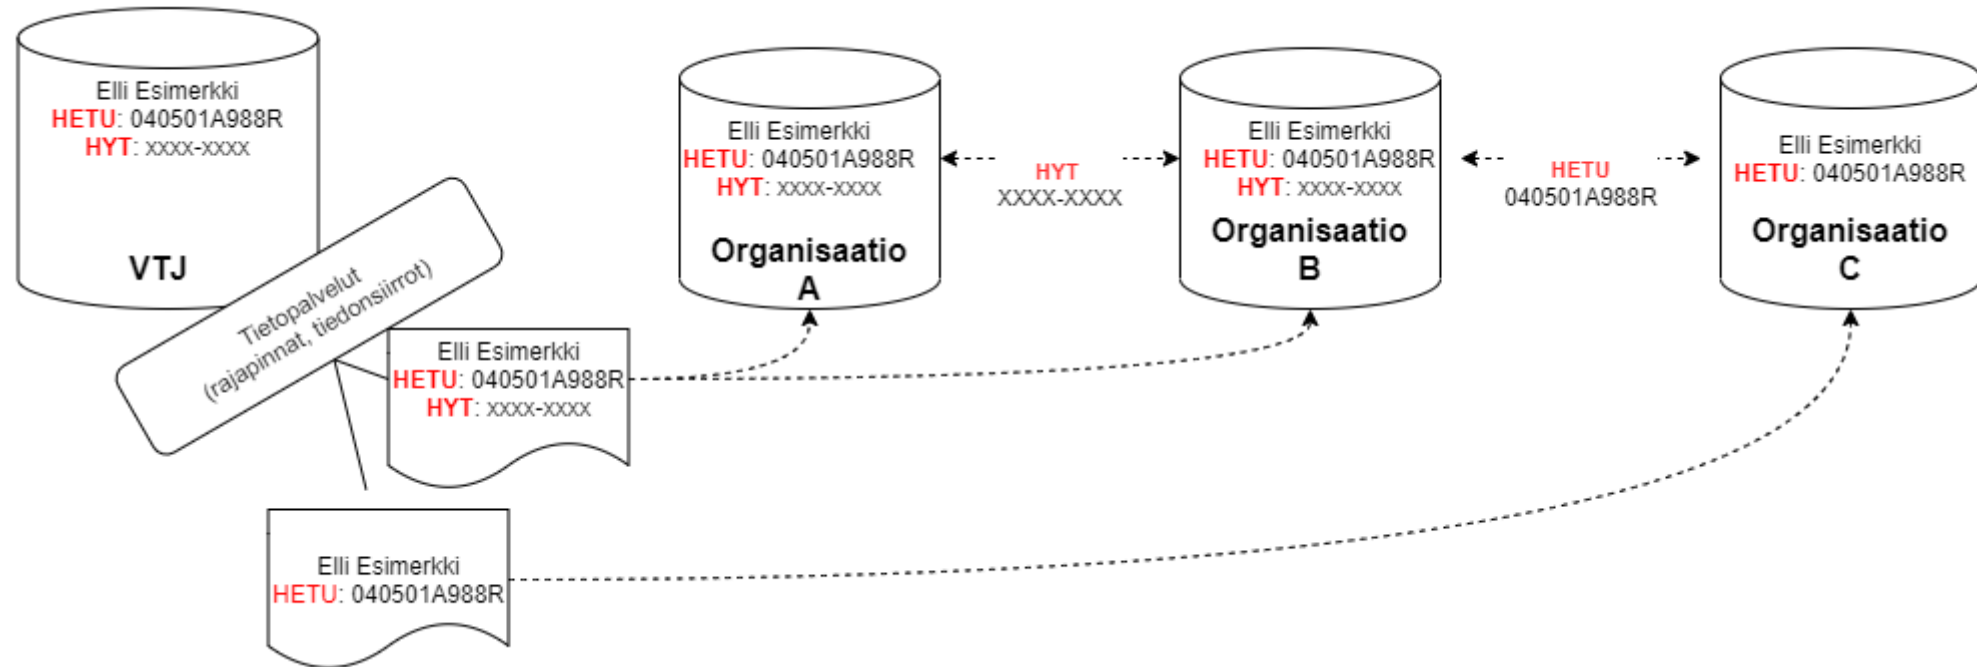 Elli Esimerkki
HETU: 040501A988R
HYT: xxxx-xxxx
VTJ
Tietopalvelut
(rajapinnat, tiedonsiirrot)
Elli Esimerkki
HETU: 040501A988R
HYT: xxxx-xxxx
Elli Esimerkki
HETU: 040501A988R
Elli Esimerkki
HETU: 040501A988R
HYT: xxxx-xxxx
Organisaatio
A
HYT
XXXX-XXXX
Elli Esimerkki
HETU: 040501A988R
HYT: xxxx-xxxx
Organisaatio
B
HETU
040501A988R
Elli Esimerkki
HETU: 040501A988R
Organisaatio
C